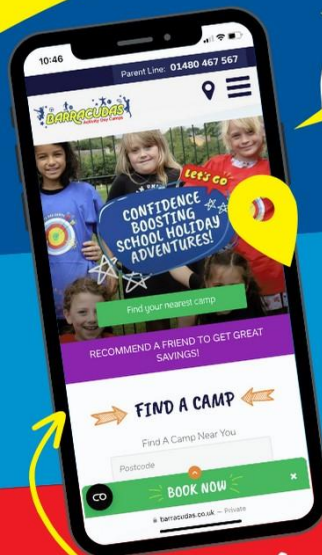 10:46
Parent Line: 01480 467 567
BARRACUDAS
Activity Day Camps
Let's Go
CONFIDENCE
BOOSTING
SCHOOL HOLIDAY
ADVENTURES!
Find your nearest camp
RECOMMEND A FRIEND TO GET GREAT
SAVINGS!
FIND A CAMP
Find A Camp Near You
Postcode
BOOK NOW
×
barracudas.co.uk — Private